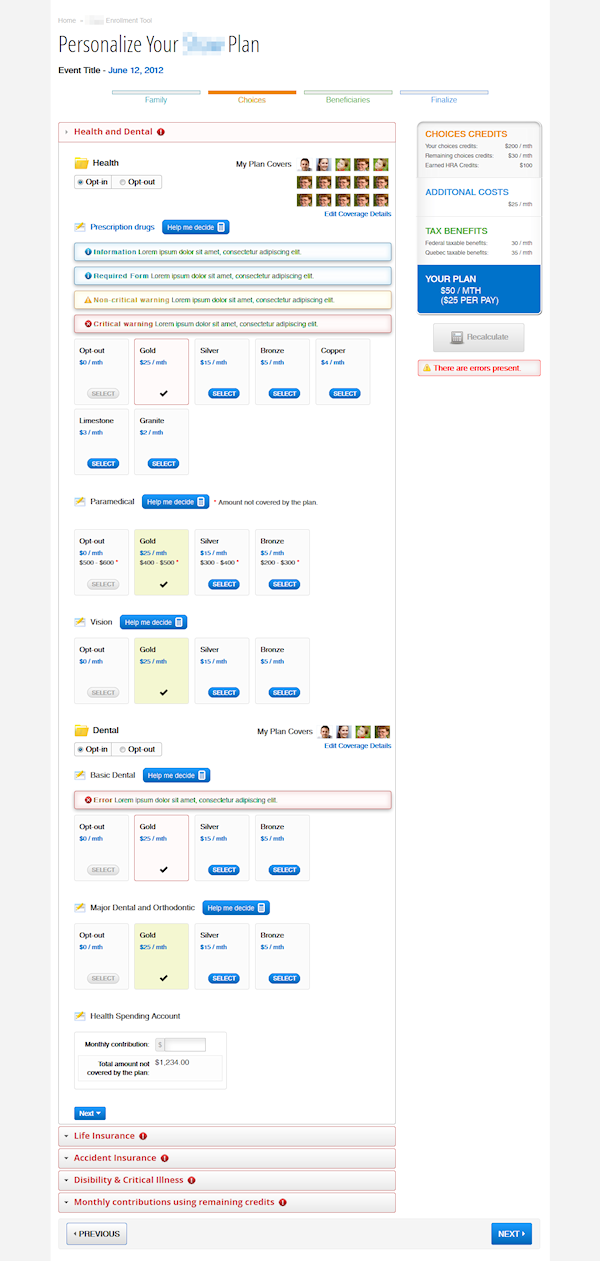 Home » Enrollment Tool
Personalize Your Plan
Event Title - June 12, 2012
Family Choices Beneficiaries Finalize
Health and Dental
Health
My Plan Covers
Opt-in Opt-out
Edit Coverage Details
Prescription drugs Help me decide
Information Lorem ipsum dolor sit amet, consectetur adipiscing elit.
Required Form Lorem ipsum dolor sit amet, consectetur adipiscing elit.
Non-critical warning Lorem ipsum dolor sit amet, consectetur adipiscing elit.
Critical warning Lorem ipsum dolor sit amet, consectetur adipiscing elit.
Opt-out Gold Silver Bronze Copper
$0 / mth $25 / mth $15 / mth $5 / mth $4 / mth
SELECT SELECT SELECT SELECT
Limestone Granite
$3 / mth $2 / mth
SELECT SELECT
Paramedical Help me decide * Amount not covered by the plan.
Opt-out Gold Silver Bronze
$0 / mth $25 / mth $15 / mth $5 / mth
$500 - $600 * $400 - $500 * $300 - $400 * $200 - $300 *
SELECT SELECT SELECT
Vision Help me decide
Opt-out Gold Silver Bronze
$0 / mth $25 / mth $15 / mth $5 / mth
SELECT SELECT SELECT
Dental
My Plan Covers
Opt-in Opt-out
Edit Coverage Details
Basic Dental Help me decide
Error Lorem ipsum dolor sit amet, consectetur adipiscing elit.
Opt-out Gold Silver Bronze
$0 / mth $25 / mth $15 / mth $5 / mth
SELECT SELECT SELECT
Major Dental and Orthodontic Help me decide
Opt-out Gold Silver Bronze
$0 / mth $25 / mth $15 / mth $5 / mth
SELECT SELECT SELECT
Health Spending Account
Monthly contribution: $
Total amount not $1,234.00
covered by the plan:
Next
Life Insurance
Accident Insurance
Disibility & Critical Illness
Monthly contributions using remaining credits
PREVIOUS NEXT
CHOICES CREDITS
Your choices credits: $200 / mth
Remaining choices credits: $30 / mth
Earned HRA Credits: $100
ADDITONAL COSTS
$25 / mth
TAX BENEFITS
Federal taxable benefits: 30 / mth
Quebec taxable benefits: 35 / mth
YOUR PLAN
$50 / MTH
($25 PER PAY)
Recalculate
There are errors present.